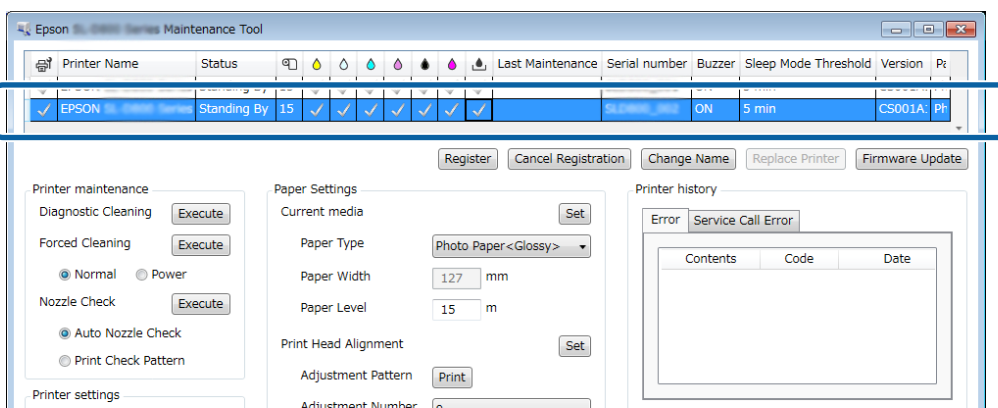 Epson Maintenance Tool
Printer Name Status Last Maintenance Serial number Buzzer Sleep Mode Threshold Version
EPSON Standing By 15 ON 5 min CS001A Ph
Register Cancel Registration Change Name Replace Printer Firmware Update
Printer maintenance
Diagnostic Cleaning Execute
Forced Cleaning Execute
Normal Power
Nozzle Check Execute
Auto Nozzle Check
Print Check Pattern
Printer settings
Paper Settings
Current media Set
Paper Type Photo Paper<Glossy>
Paper Width 127 mm
Paper Level 15 m
Print Head Alignment Set
Adjustment Pattern Print
Adjustment Number
Printer history
Error Service Call Error
Contents Code Date